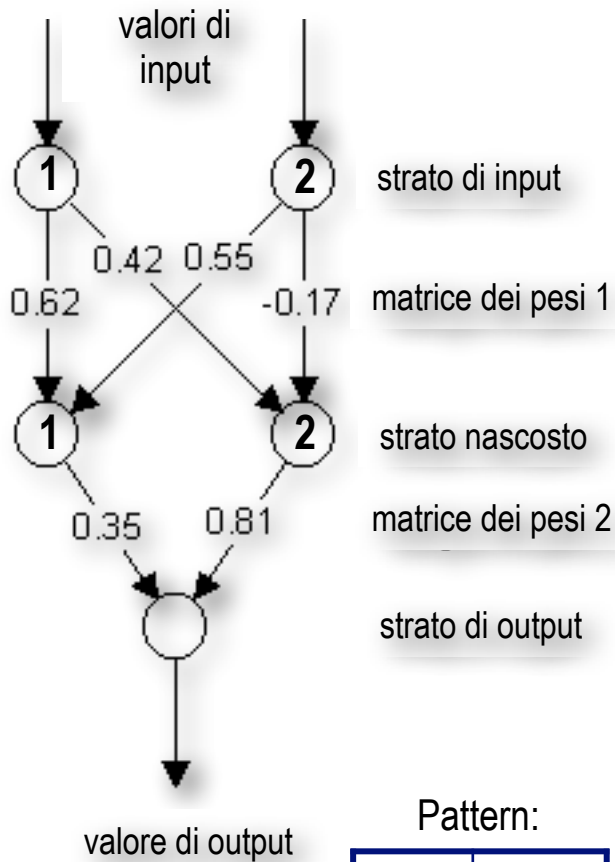 valori di
input
1 2 strato di input
0.42 0.55
0.62 -0.17 matrice dei pesi 1
1 2 strato nascosto
0.35 0.81 matrice dei pesi 2
strato di output
Pattern:
valore di output